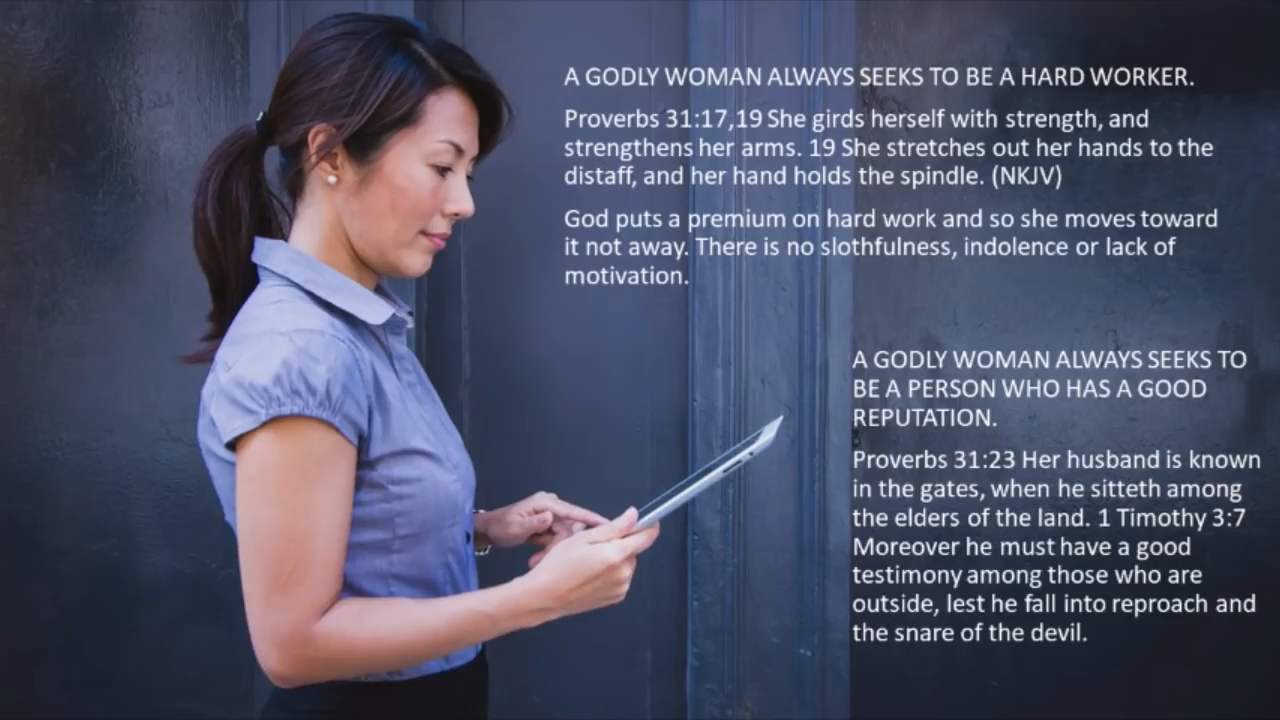 A GODLY WOMAN ALWAYS SEEKS TO BE A HARD WORKER.
Proverbs 31:17,19 She girds herself with strength, and
strengthens her arms. 19 She stretches out her hands to the
distaff, and her hand holds the spindle. (NKJV)
God puts a premium on hard work and so she moves toward
it not away. There is no slothfulness, indolence or lack of
motivation.
A GODLY WOMAN ALWAYS SEEKS TO
BE A PERSON WHO HAS A GOOD
REPUTATION.
Proverbs 31:23 Her husband is known
in the gates, when he sitteth among
the elders of the land. 1 Timothy 3:7
Moreover he must have a good
testimony among those who are
outside, lest he fall into reproach and
the snare of the devil.